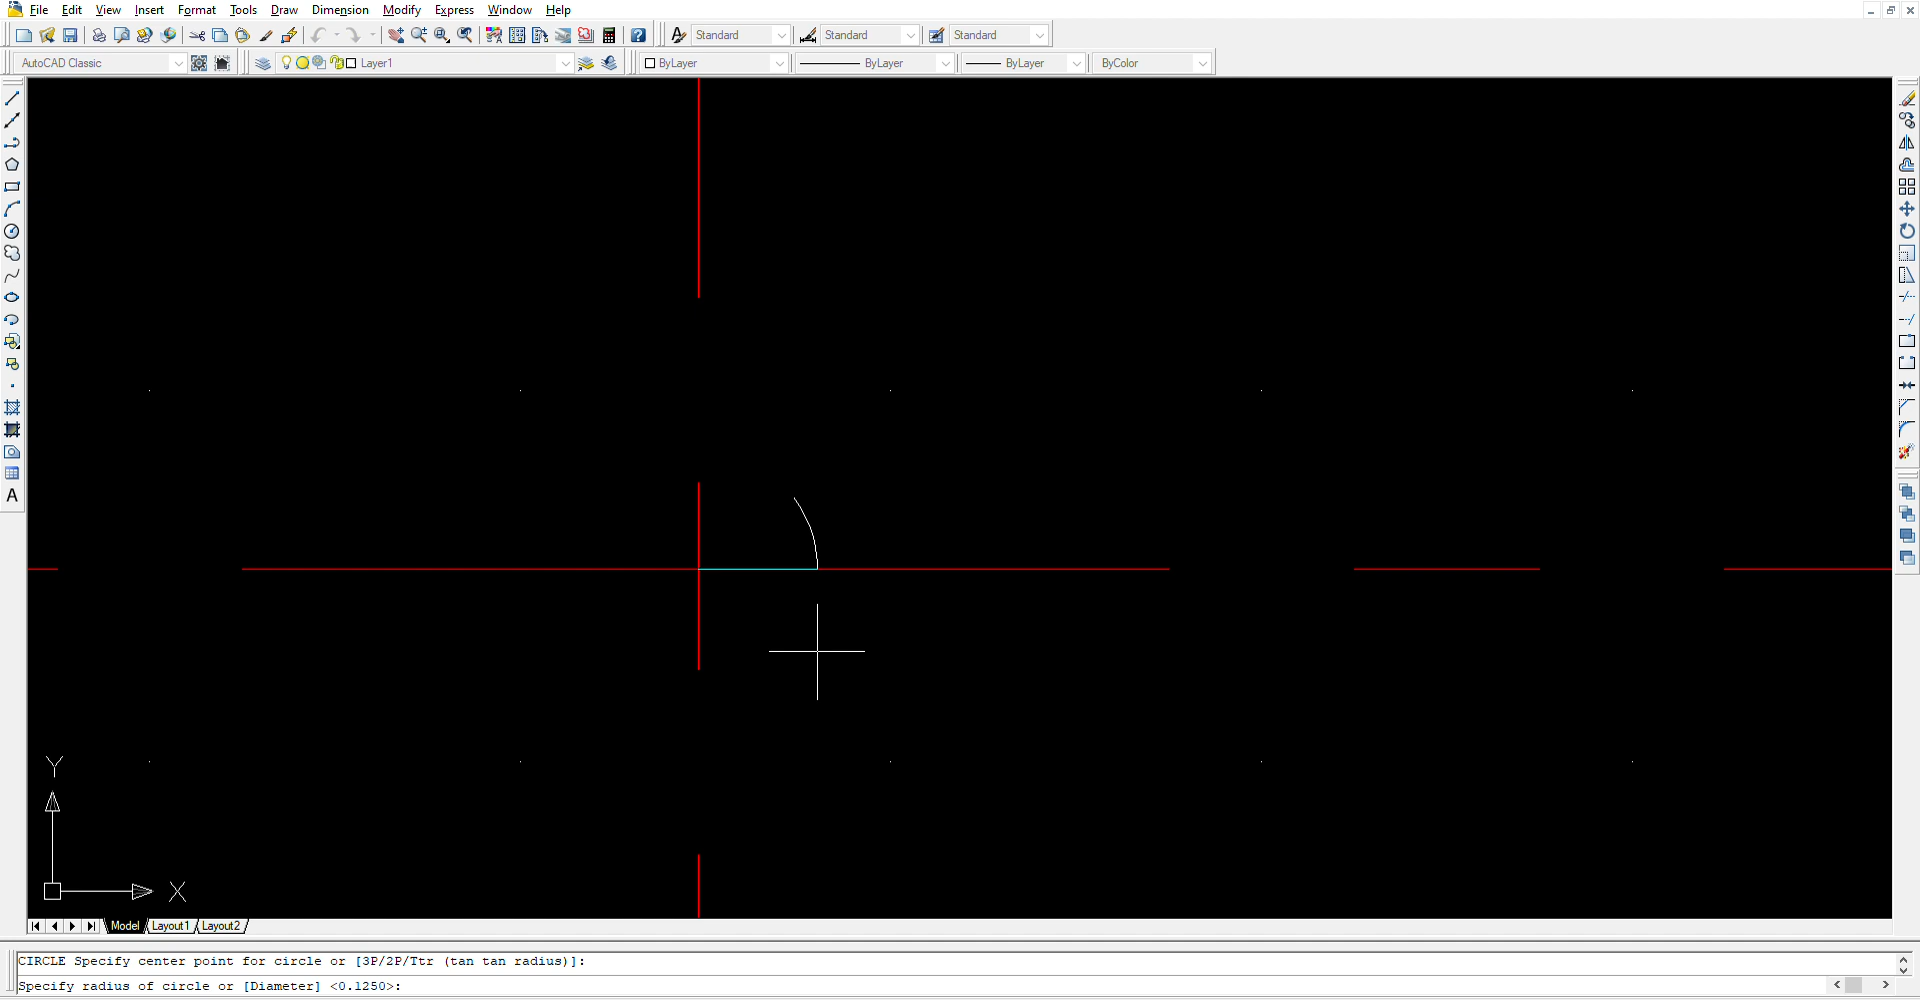 File Edit View Insert Format Tools Draw Dimension Modify Express Window Help
Standard Standard Standard
AutoCAD Classic Layer1 ByLayer ByLayer ByLayer ByColor
A
Y
X
Model Layout1 Layout2
CIRCLE Specify center point for circle or [3P/2P/Ttr (tan tan radius)]:
Specify radius of circle or [Diameter] <0.1250>: